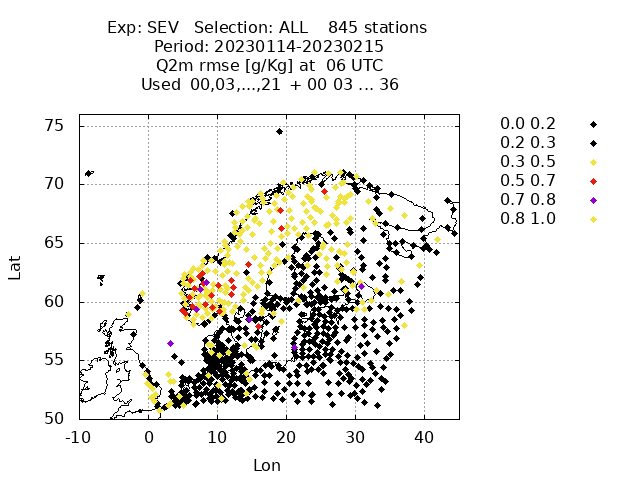 Exp: SEV Selection: ALL 845 stations
Period: 20230114-20230215
Q2m rmse [g/Kg] at 06 UTC
Used 00,03,...,21 + 00 03 ... 36
0.0 0.2
0.2 0.3
0.3 0.5
0.5 0.7
0.7 0.8
0.8 1.0
75
70
65
60
55
50
Lat
-10 0 10 20 30 40
Lon